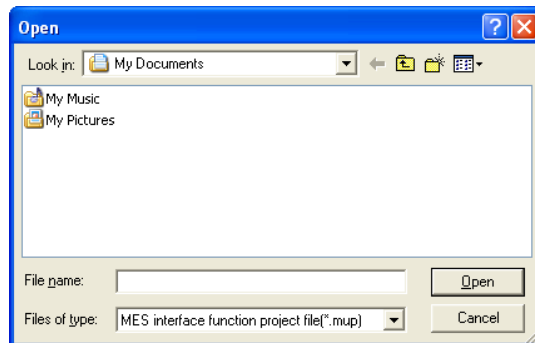 Open
Look in: My Documents
My Music
My Pictures
File name: Open
Files of type: MES interface function project file(*.mup) Cancel